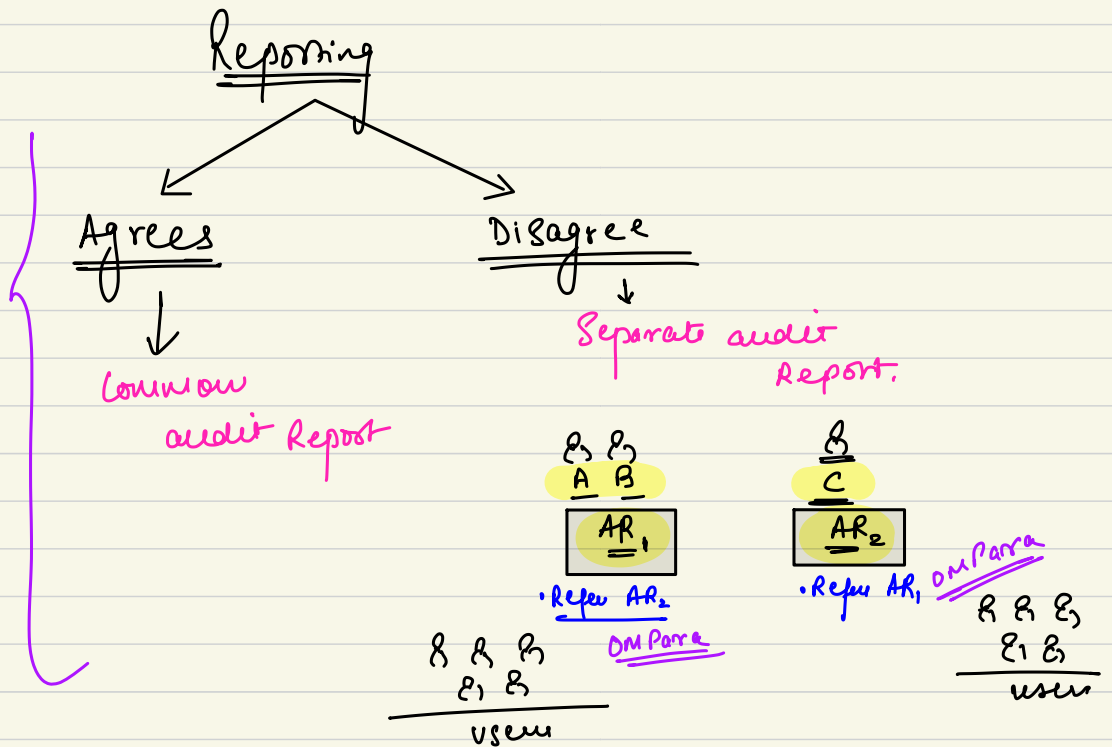 Reporting
Agrees
Disagree
Common
audit Report
Separate audit
Report.
A B
C
AR1
AR2
• Refer AR2
• Refer AR1
OM Para
OM Para
users
users